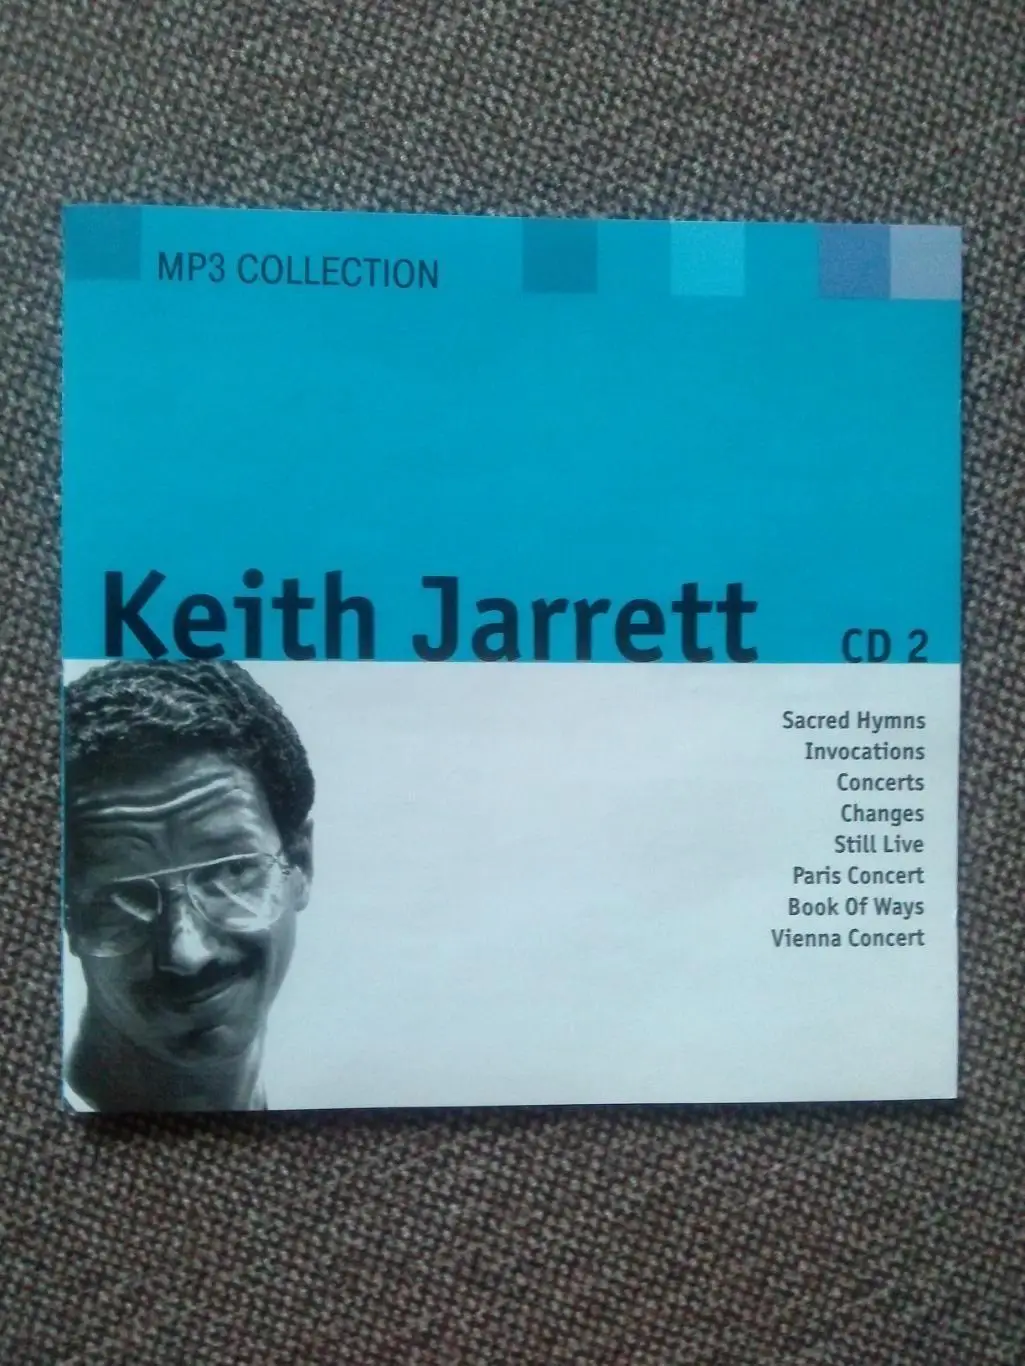 MP3 COLLECTION
Keith Jarrett CD 2
Sacred Hymns
Invocations
Concerts
Changes
Still Live
Paris Concert
Book Of Ways
Vienna Concert